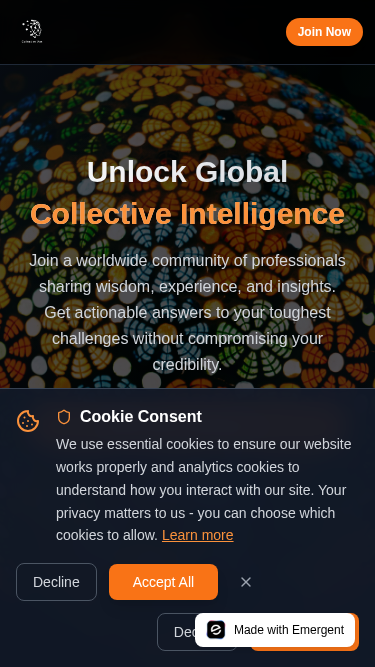 Join Now
Unlock Global
Collective Intelligence
Join a worldwide community of professionals
sharing wisdom, experience, and insights.
Get actionable answers to your toughest
challenges without compromising your
credibility.
Cookie Consent
We use essential cookies to ensure our website
works properly and analytics cookies to
understand how you interact with our site. Your
privacy matters to us - you can choose which
cookies to allow. Learn more
Decline
Accept All
Made with Emergent